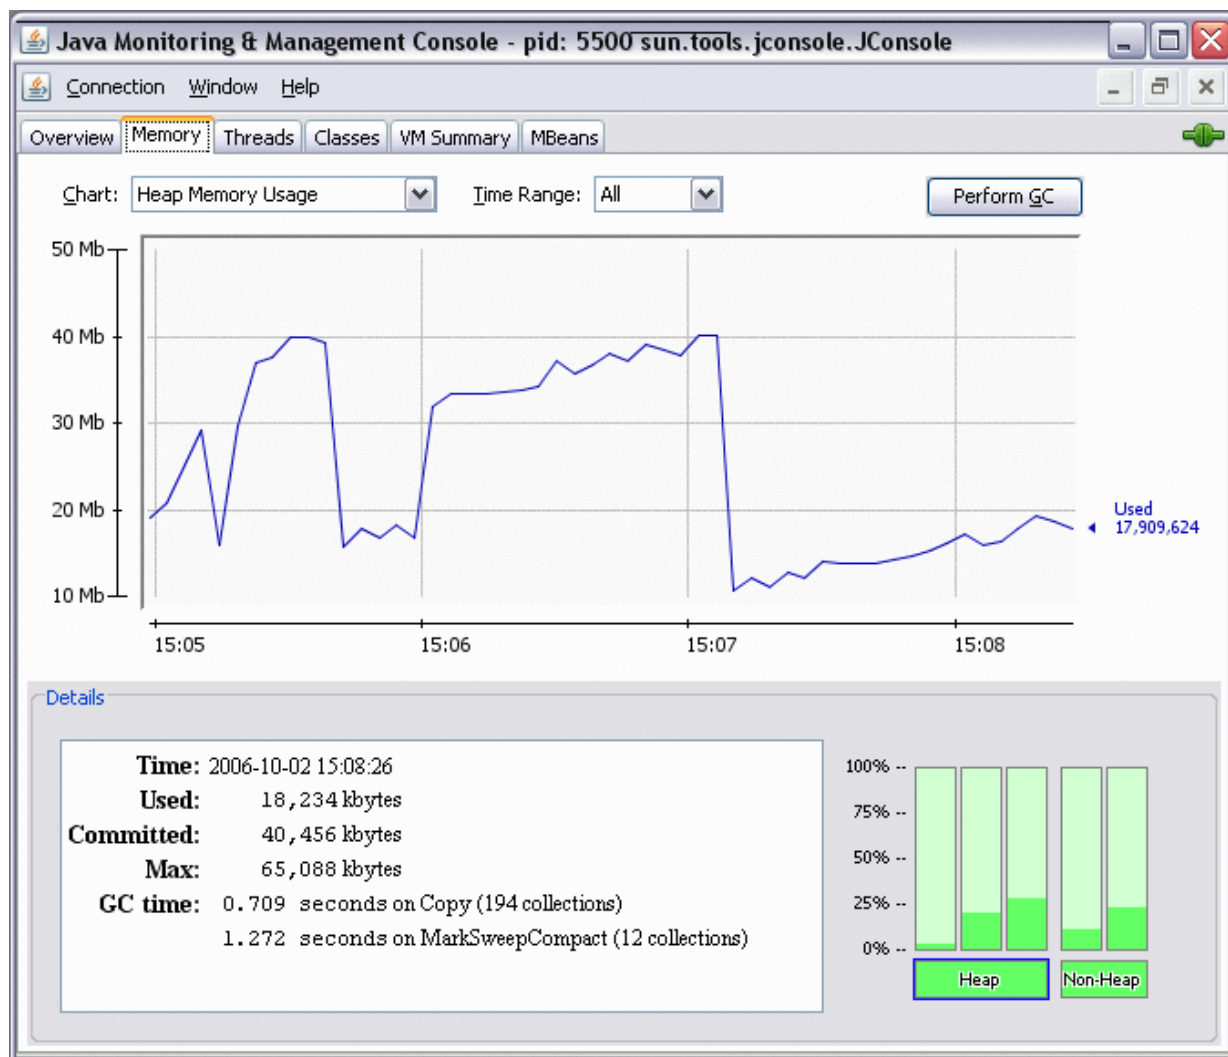 Java Monitoring & Management Console - pid: 5500 sun.tools.jconsole.JConsole
Connection Window Help
Overview Memory Threads Classes VM Summary MBeans
Chart: Heap Memory Usage Time Range: All Perform GC
50 Mb
40 Mb
30 Mb
20 Mb
Used
17,909,624
10 Mb
15:05 15:06 15:07 15:08
Details
Time: 2006-10-02 15:08:26
Used: 18,234 kbytes
Committed: 40,456 kbytes
Max: 65,088 kbytes
GC time: 0.709 seconds on Copy (194 collections)
1.272 seconds on MarkSweepCompact (12 collections)
100% --
75% --
50% --
25% --
0% --
Heap Non-Heap